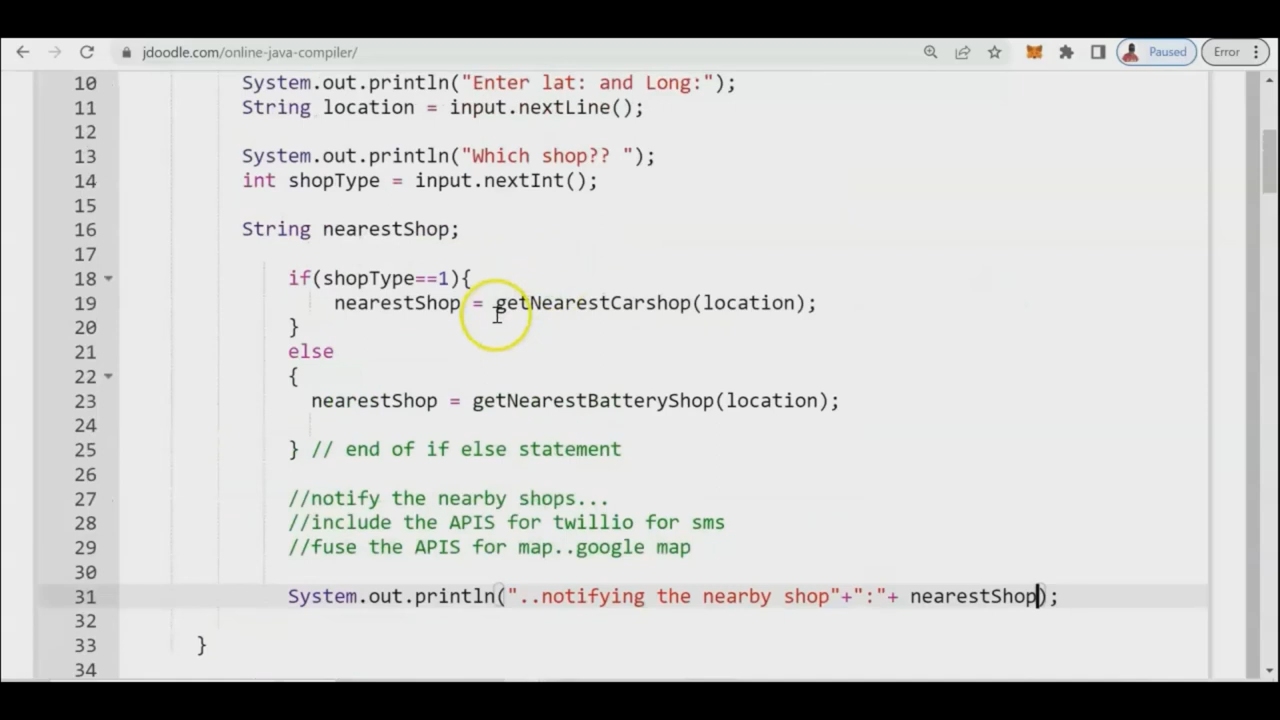 jdoodle.com/online-java-compiler/
Paused
Error
10 System.out.println("Enter lat: and Long:");
11 String location = input.nextLine();
12
13 System.out.println("Which shop?? ");
14 int shopType = input.nextInt();
15
16 String nearestShop;
17
18 if(shopType==1){
19 nearestShop = getNearestCarshop(location);
20 }
21 else
22 {
23 nearestShop = getNearestBatteryShop(location);
24
25 } // end of if else statement
26
27 //notify the nearby shops...
28 //include the APIS for twillio for sms
29 //fuse the APIS for map..google map
30
31 System.out.println("..notifying the nearby shop"+":"+ nearestShop);
32
33 }
34